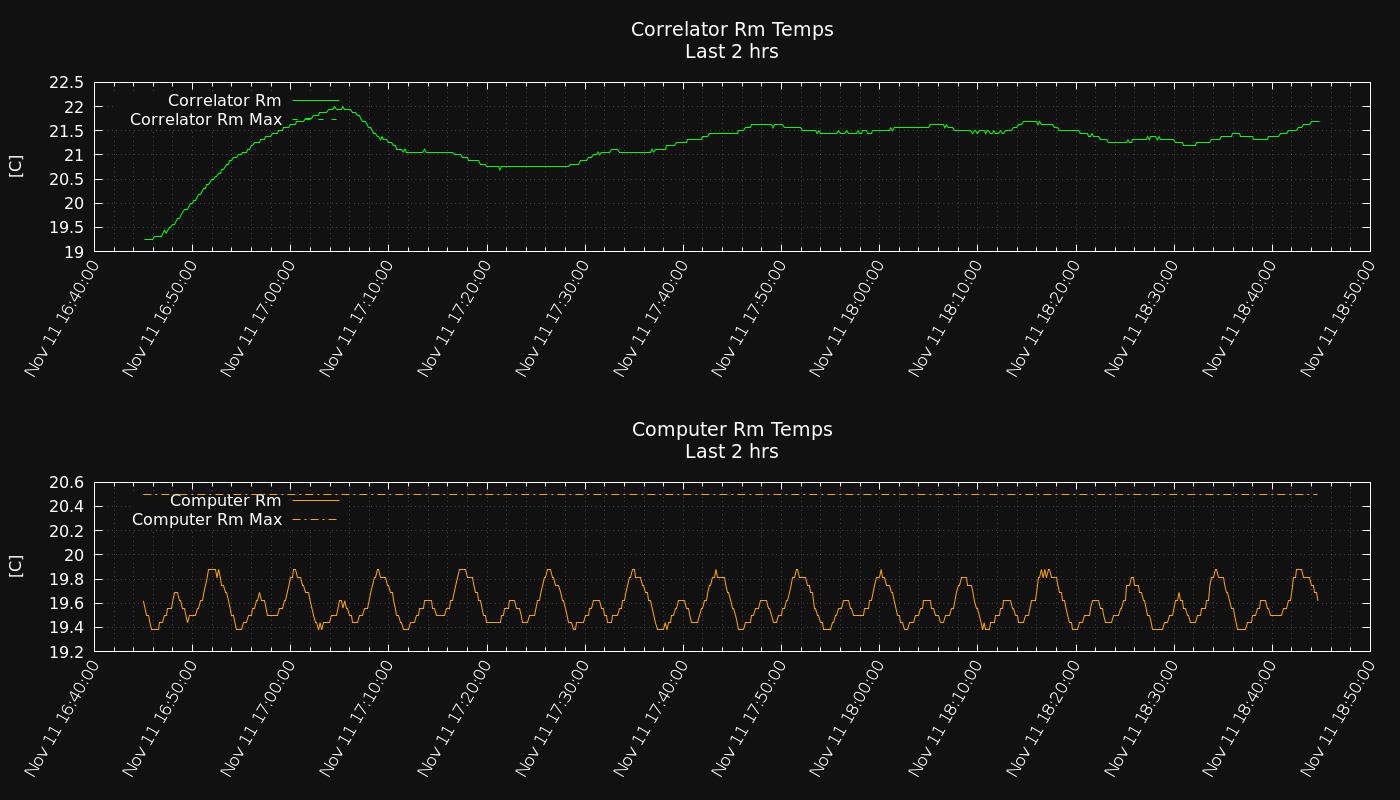 Correlator Rm Temps
Last 2 hrs
[C]
22.5
22
21.5
21
20.5
20
19.5
19
Correlator Rm
Correlator Rm Max
Nov 11 16:40:00
Nov 11 16:50:00
Nov 11 17:00:00
Nov 11 17:10:00
Nov 11 17:20:00
Nov 11 17:30:00
Nov 11 17:40:00
Nov 11 17:50:00
Nov 11 18:00:00
Nov 11 18:10:00
Nov 11 18:20:00
Nov 11 18:30:00
Nov 11 18:40:00
Nov 11 18:50:00
Computer Rm Temps
Last 2 hrs
[C]
20.6
20.4
20.2
20
19.8
19.6
19.4
19.2
Computer Rm
Computer Rm Max
Nov 11 16:40:00
Nov 11 16:50:00
Nov 11 17:00:00
Nov 11 17:10:00
Nov 11 17:20:00
Nov 11 17:30:00
Nov 11 17:40:00
Nov 11 17:50:00
Nov 11 18:00:00
Nov 11 18:10:00
Nov 11 18:20:00
Nov 11 18:30:00
Nov 11 18:40:00
Nov 11 18:50:00